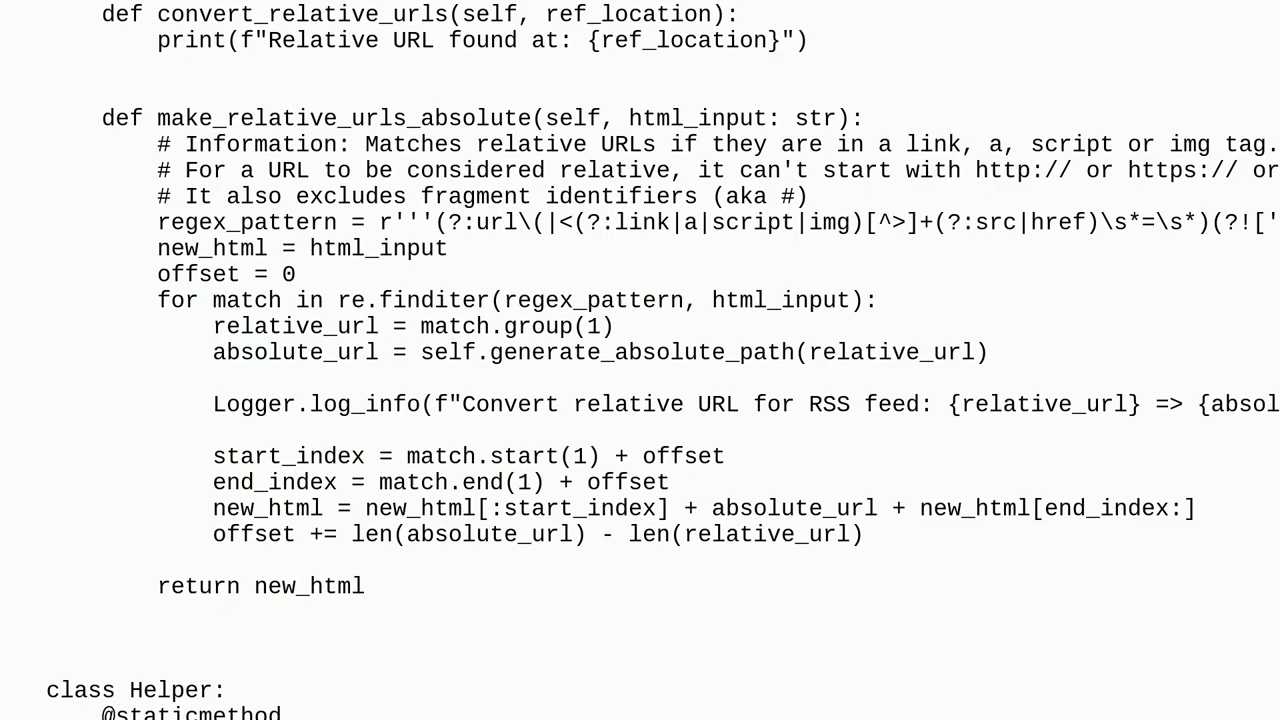 def convert_relative_urls(self, ref_location):
print(f"Relative URL found at: {ref_location}")
def make_relative_urls_absolute(self, html_input: str):
# Information: Matches relative URLs if they are in a link, a, script or img tag.
# For a URL to be considered relative, it can't start with http:// or https:// or
# It also excludes fragment identifiers (aka #)
regex_pattern = r'''(?:url\(|<(?:link|a|script|img)[^>]+(?:src|href)\s*=\s*)(?!['
new_html = html_input
offset = 0
for match in re.finditer(regex_pattern, html_input):
relative_url = match.group(1)
absolute_url = self.generate_absolute_path(relative_url)
Logger.log_info(f"Convert relative URL for RSS feed: {relative_url} => {absol
start_index = match.start(1) + offset
end_index = match.end(1) + offset
new_html = new_html[:start_index] + absolute_url + new_html[end_index:]
offset += len(absolute_url) - len(relative_url)
return new_html
class Helper:
@staticmethod